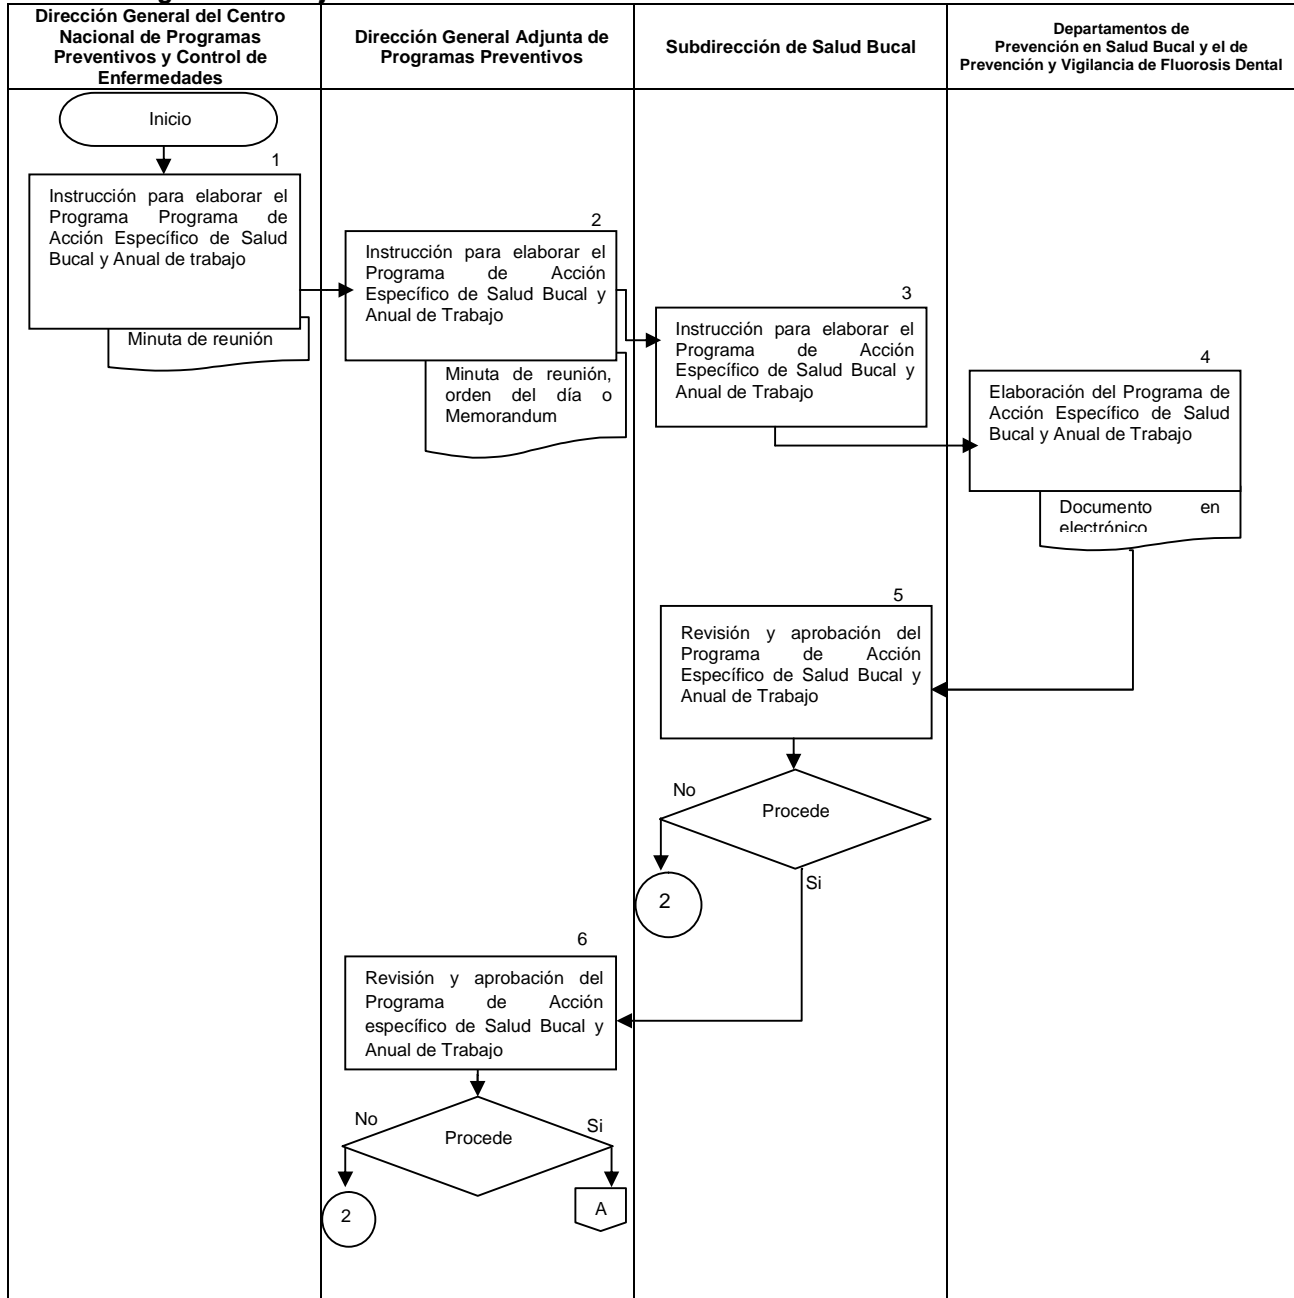 Dirección General del Centro
Nacional de Programas
Preventivos y Control de
Enfermedades
Dirección General Adjunta de
Programas Preventivos
Subdirección de Salud Bucal
Departamentos de
Prevención en Salud Bucal y el de
Prevención y Vigilancia de Fluorosis Dental
Inicio
1
Instrucción para elaborar el
Programa Programa de
Acción Específico de Salud
Bucal y Anual de trabajo
Minuta de reunión
2
Instrucción para elaborar el
Programa de Acción
Específico de Salud Bucal y
Anual de Trabajo
Minuta de reunión,
orden del día o
Memorandum
3
Instrucción para elaborar el
Programa de Acción
Específico de Salud Bucal y
Anual de Trabajo
4
Elaboración del Programa de
Acción Específico de Salud
Bucal y Anual de Trabajo
Documento en
electrónico
5
Revisión y aprobación del
Programa de Acción
Específico de Salud Bucal y
Anual de Trabajo
No
Procede
Si
2
6
Revisión y aprobación del
Programa de Acción
específico de Salud Bucal y
Anual de Trabajo
No
Procede
Si
2
A